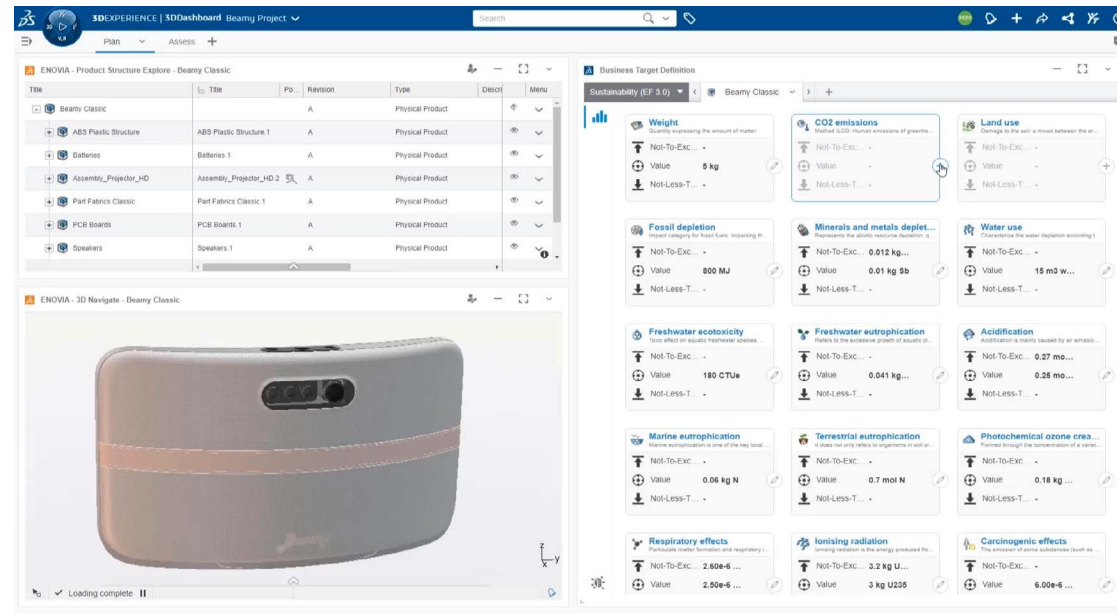 3DEXPERIENCE | 3DDashboard Beamy Project
Search
3D
V.R
Plan
Assess
ENOVIA - Product Structure Explore - Beamy Classic
Title Title Po... Revision Type Descri Menu
Beamy Classic A Physical Product
ABS Plastic Structure ABS Plastic Structure.1 A Physical Product
Batteries Batteries.1 A Physical Product
Assembly_Projector_HD Assembly_Projector_HD.2 A Physical Product
Part Fabrics Classic Part Fabrics Classic.1 A Physical Product
PCB Boards PCB Boards.1 A Physical Product
Speakers Speakers.1 A Physical Product
ENOVIA - 3D Navigate - Beamy Classic
z
y
x
Loading complete
Business Target Definition
Sustainability (EF 3.0) Beamy Classic
Weight
Quantity expressing the amount of matter
Not-To-Exc... -
Value 5 kg
Not-Less-T... -
CO2 emissions
Method ILCD: Human emissions of greenho...
Not-To-Exc... -
Value -
Not-Less-T... -
Land use
Damage to the soil: a mixed between the er...
Not-To-Exc... -
Value -
Not-Less-T... -
Fossil depletion
Impact category for fossil fuels. Impacting th...
Not-To-Exc... -
Value 800 MJ
Not-Less-T... -
Minerals and metals deplet...
Represents the abiotic resource depletion, q...
Not-To-Exc... 0.012 kg...
Value 0.01 kg Sb
Not-Less-T... -
Water use
Characterize the water depletion according t...
Not-To-Exc... -
Value 15 m3 w...
Not-Less-T... -
Freshwater ecotoxicity
Toxic effect on aquatic freshwater species ...
Not-To-Exc... -
Value 180 CTUe
Not-Less-T... -
Freshwater eutrophication
Refers to the excessive growth of aquatic pl...
Not-To-Exc... -
Value 0.041 kg...
Not-Less-T... -
Acidification
Acidification is mainly caused by air emissio...
Not-To-Exc... 0.27 mo...
Value 0.25 mo...
Not-Less-T... -
Marine eutrophication
Marine eutrophication is one of the key local ...
Not-To-Exc... -
Value 0.06 kg N
Not-Less-T... -
Terrestrial eutrophication
It does not only refers to organisms in soil or...
Not-To-Exc... -
Value 0.7 mol N
Not-Less-T... -
Photochemical ozone crea...
Formed through the concentration of a variet...
Not-To-Exc... -
Value 0.18 kg ...
Not-Less-T... -
Respiratory effects
Particulate matter formation and respiratory i...
Not-To-Exc... 2.60e-6 ...
Value 2.50e-6 ...
Ionising radiation
Ionising radiation is the energy produced fro...
Not-To-Exc... 3.2 kg U...
Value 3 kg U235
Carcinogenic effects
The emission of some substances (such as ...
Not-To-Exc... -
Value 6.00e-6 ...